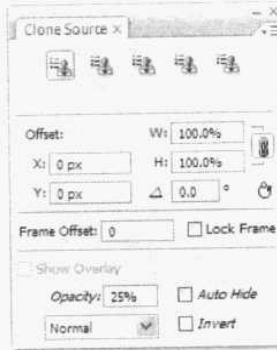 Clone Source ×
Offset: W: 100.0%
X: 0 px H: 100.0%
Y: 0 px 0.0 °
Frame Offset: 0 Lock Frame
Show Overlay
Opacity: 25% Auto Hide
Normal Invert